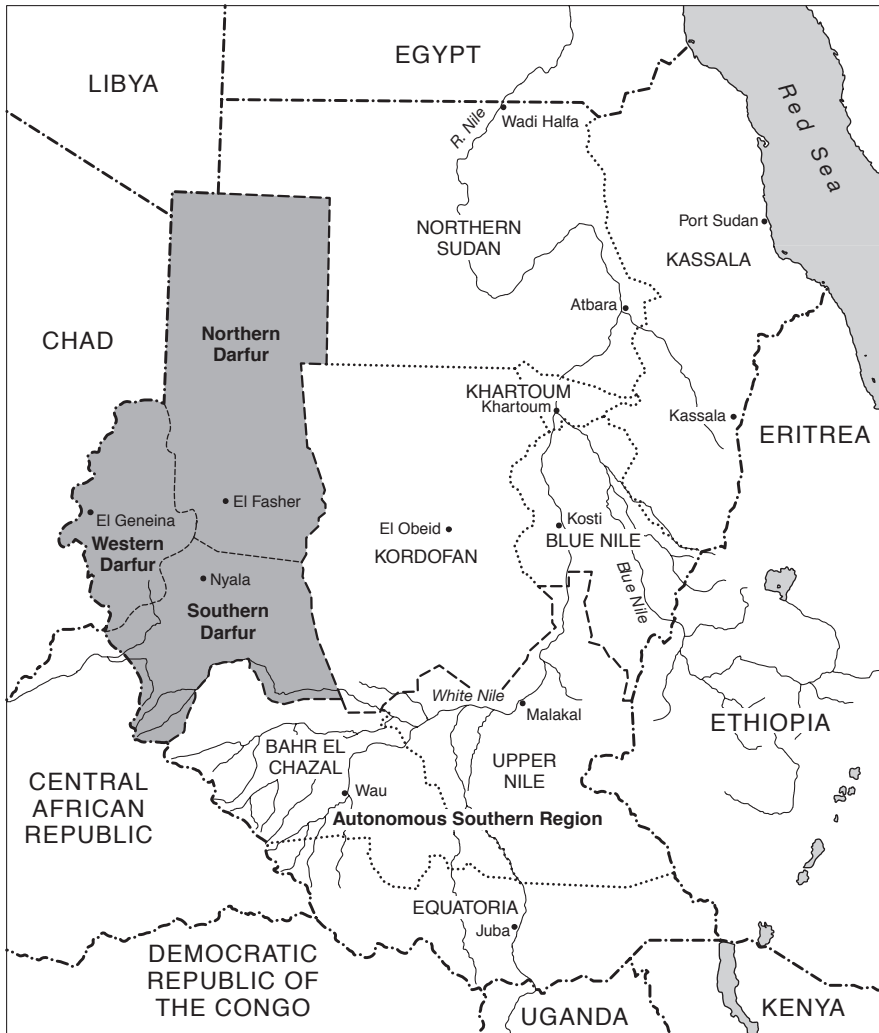 EGYPT
LIBYA
Red Sea
R. Nile
Wadi Halfa
Port Sudan
NORTHERN
SUDAN
KASSALA
Atbara
CHAD
Northern
Darfur
KHARTOUM
Khartoum
Kassala
ERITREA
El Fasher
El Geneina
El Obeid
KORDOFAN
Kosti
BLUE NILE
Western
Darfur
Nyala
Blue Nile
Southern
Darfur
White Nile
Malakal
ETHIOPIA
BAHR EL
CHAZAL
UPPER
NILE
CENTRAL
AFRICAN
REPUBLIC
Wau
Autonomous Southern Region
EQUATORIA
Juba
DEMOCRATIC
REPUBLIC OF
THE CONGO
UGANDA
KENYA